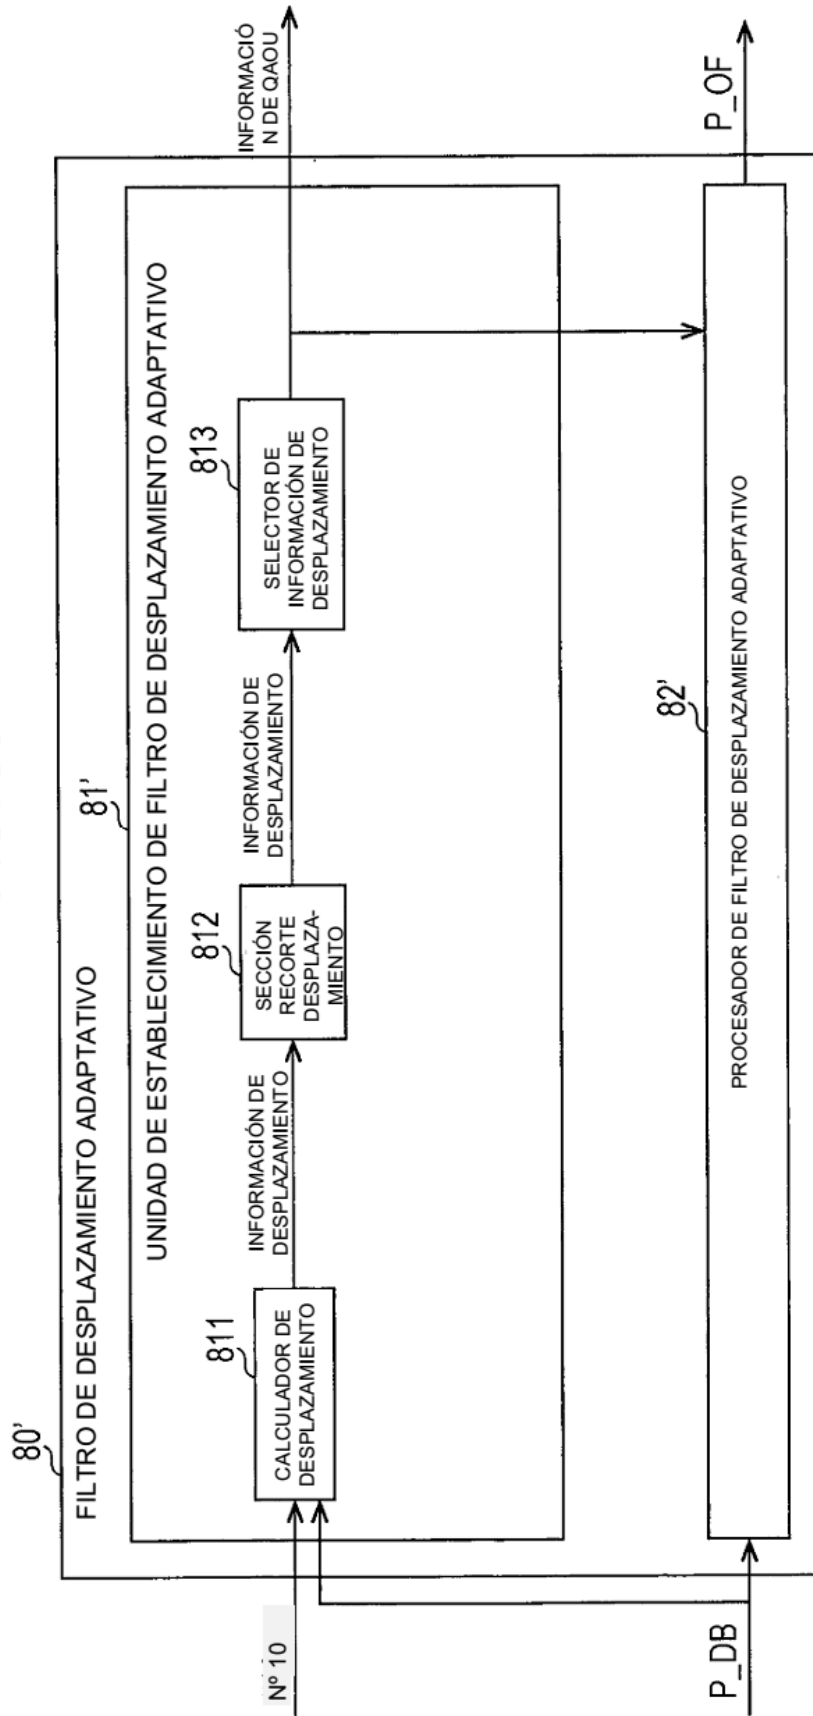 80'
FILTRO DE DESPLAZAMIENTO ADAPTATIVO
81'
UNIDAD DE ESTABLECIMIENTO DE FILTRO DE DESPLAZAMIENTO ADAPTATIVO
Nº 10
811
CALCULADOR DE
DESPLAZAMIENTO
INFORMACIÓN DE
DESPLAZAMIENTO
812
SECCIÓN
RECORTE
DESPLAZA-
MIENTO
INFORMACIÓN DE
DESPLAZAMIENTO
813
SELECTOR DE
INFORMACIÓN DE
DESPLAZAMIENTO
INFORMACIÓ
N DE QAOU
P_DB
82'
PROCESADOR DE FILTRO DE DESPLAZAMIENTO ADAPTATIVO
P_OF